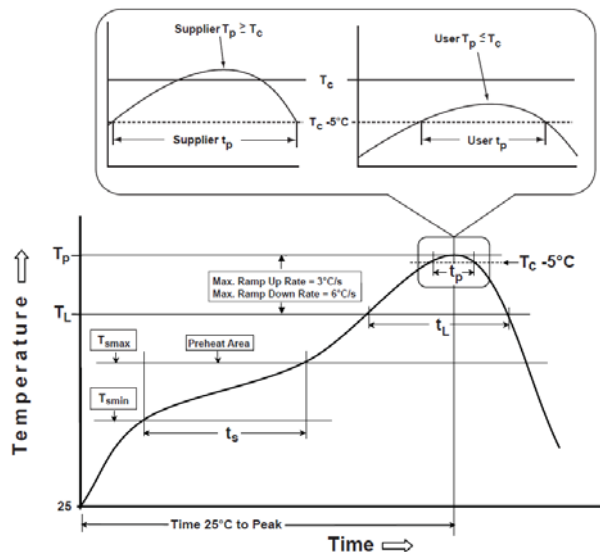 Supplier Tp ≥ Tc
User Tp ≤ Tc
Tc
Tc -5°C
Supplier tp
User tp
Tp
Tc -5°C
tp
Max. Ramp Up Rate = 3°C/s
Max. Ramp Down Rate = 6°C/s
TL
tL
Tsmax
Preheat Area
Tsmin
ts
Temperature
25
Time 25°C to Peak
Time